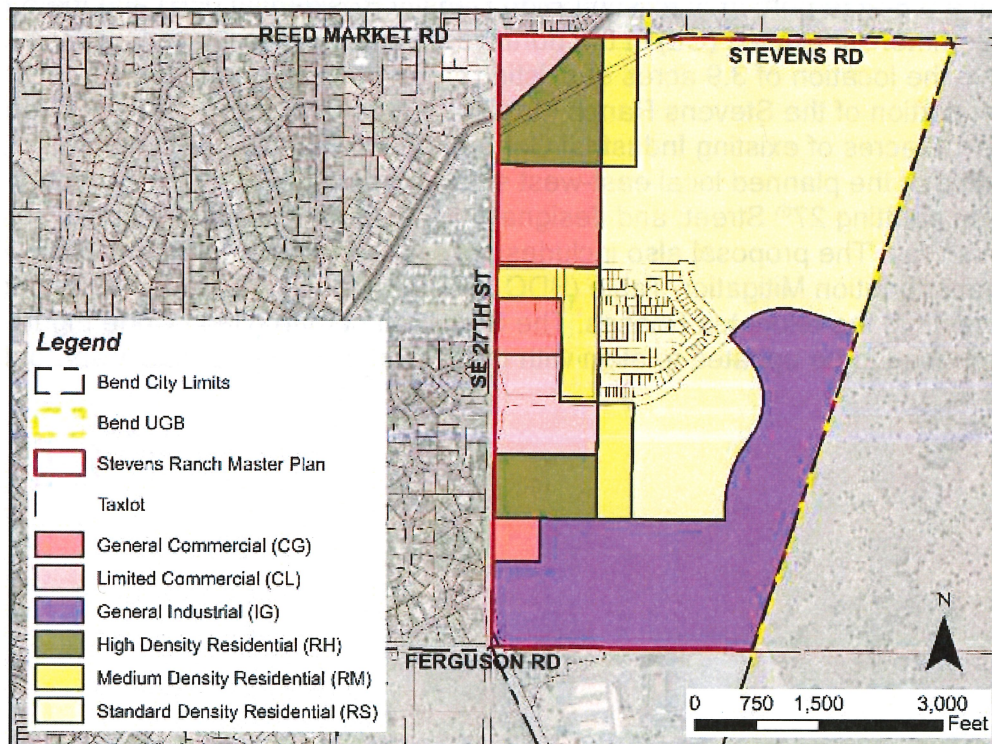 REED MARKET RD
STEVENS RD
SE 27TH ST
Legend
Bend City Limits
Bend UGB
Stevens Ranch Master Plan
Taxlot
General Commercial (CG)
Limited Commercial (CL)
General Industrial (IG)
High Density Residential (RH)
Medium Density Residential (RM)
Standard Density Residential (RS)
FERGUSON RD
N
0 750 1,500 3,000
Feet